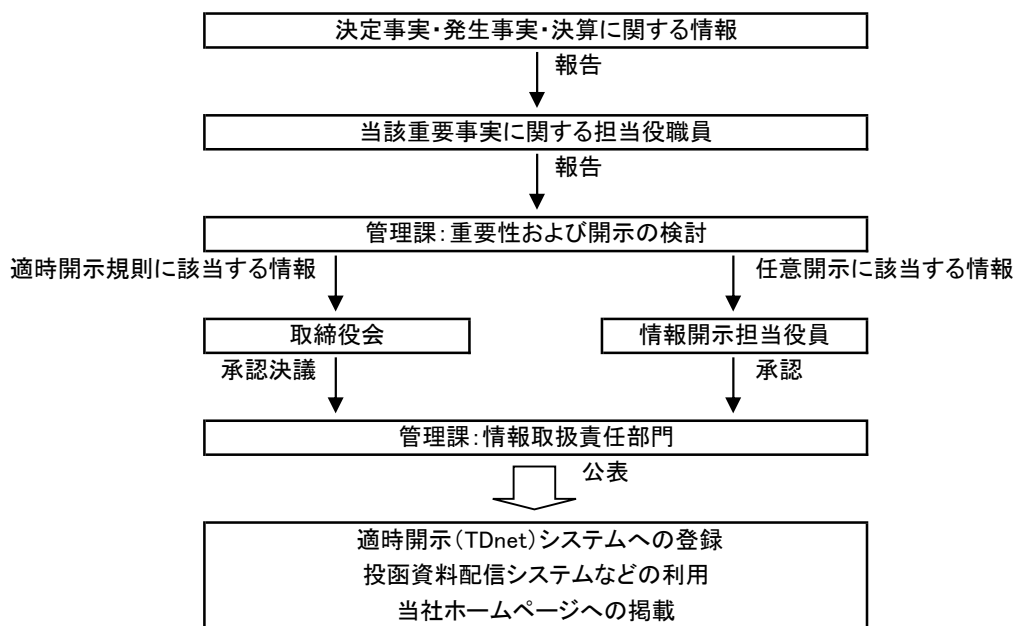 決定事実・発生事実・決算に関する情報
報告
当該重要事実に関する担当役職員
報告
管理課：重要性および開示の検討
適時開示規則に該当する情報
任意開示に該当する情報
取締役会
情報開示担当役員
承認決議
承認
管理課：情報取扱責任部門
公表
適時開示（TDnet）システムへの登録
投函資料配信システムなどの利用
当社ホームページへの掲載